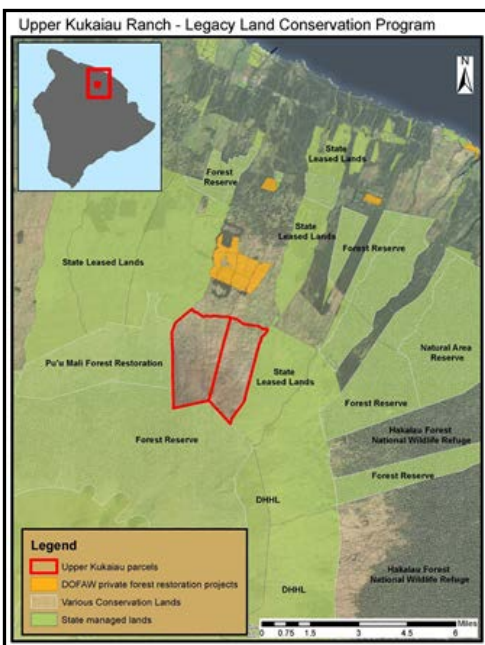 Upper Kukaiau Ranch - Legacy Land Conservation Program
N
State
Leased Lands
Forest
Reserve
State
Leased Lands
Forest Reserve
State Leased Lands
Natural Area
Reserve
Pu'u Mali Forest Restoration
State
Leased Lands
Forest Reserve
Forest Reserve
Hakalau Forest
National Wildlife Refuge
Forest Reserve
DHHL
Hakalau Forest
National Wildlife Refuge
DHHL
Legend
Upper Kukaiau parcels
DOFAW private forest restoration projects
Various Conservation Lands
State managed lands
Miles
0 0.75 1.5 3 4.5 6